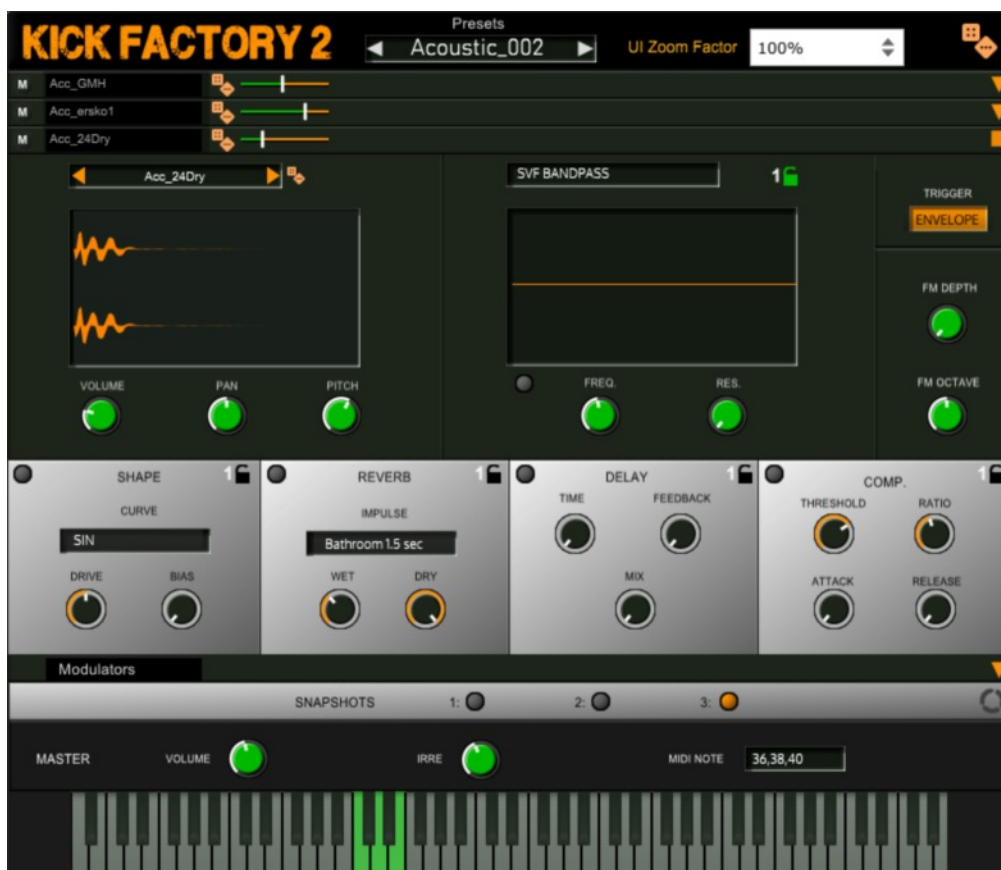 KICK FACTORY 2
Presets
Acoustic_002
UI Zoom Factor
100%
M Acc_GMH
M Acc_ersko1
M Acc_24Dry
Acc_24Dry
SVF BANDPASS
1
TRIGGER
ENVELOPE
FM DEPTH
VOLUME PAN PITCH
FREQ. RES.
FM OCTAVE
SHAPE 1
CURVE
SIN
DRIVE BIAS
REVERB 1
IMPULSE
Bathroom 1.5 sec
WET DRY
DELAY 1
TIME FEEDBACK
MIX
COMP. 1
THRESHOLD RATIO
ATTACK RELEASE
Modulators
SNAPSHOTS 1: 2: 3:
MASTER VOLUME IRRE MIDI NOTE 36,38,40